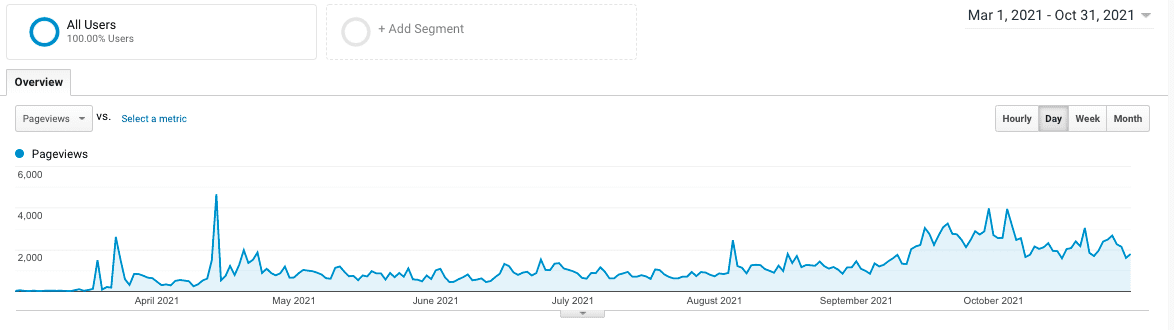 All Users
100.00% Users
+ Add Segment
Mar 1, 2021 - Oct 31, 2021
Overview
Pageviews
vs.
Select a metric
Hourly
Day
Week
Month
Pageviews
6,000
4,000
2,000
April 2021
May 2021
June 2021
July 2021
August 2021
September 2021
October 2021